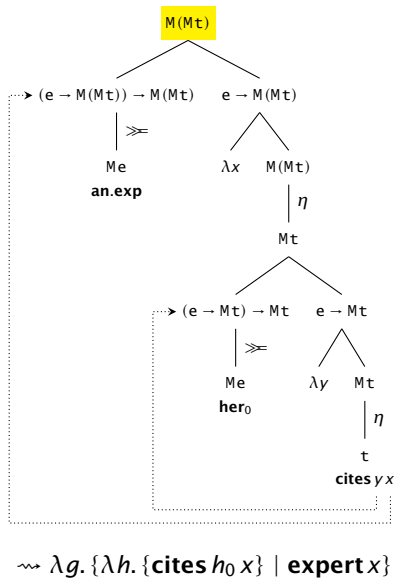 M(Mt)
(e → M(Mt)) → M(Mt) e → M(Mt)
≫=
Me λx M(Mt)
an.exp
η
Mt
(e → Mt) → Mt e → Mt
≫=
Me λy Mt
her₀
η
t
cites y x
⇝ λg. {λh. {cites h₀ x} | expert x}